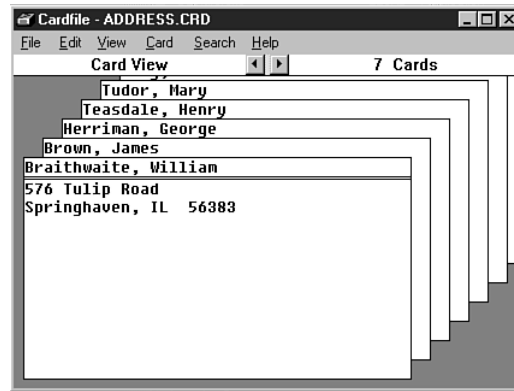 Cardfile - ADDRESS.CRD
File Edit View Card Search Help
Card View 7 Cards
Tudor, Mary
Teasdale, Henry
Herriman, George
Brown, James
Braithwaite, William
576 Tulip Road
Springhaven, IL 56383